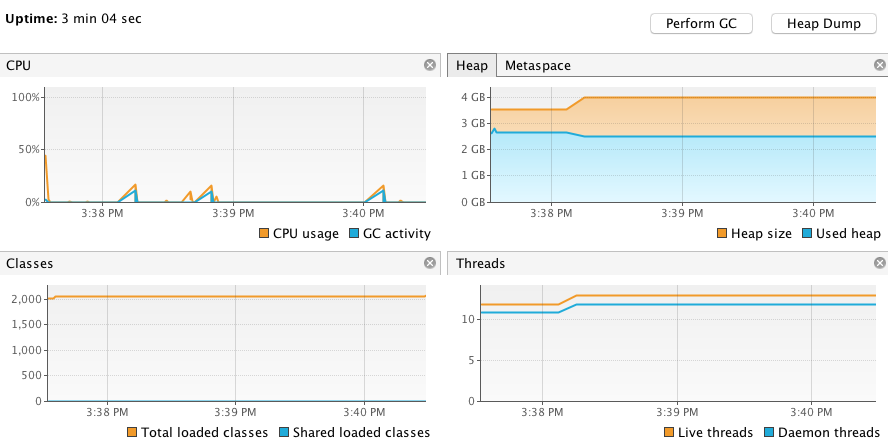 Uptime: 3 min 04 sec
Perform GC
Heap Dump
CPU
100%
50%
0%
3:38 PM
3:39 PM
3:40 PM
CPU usage
GC activity
Heap
Metaspace
4 GB
3 GB
2 GB
1 GB
0 GB
3:38 PM
3:39 PM
3:40 PM
Heap size
Used heap
Classes
2,000
1,500
1,000
500
0
3:38 PM
3:39 PM
3:40 PM
Total loaded classes
Shared loaded classes
Threads
10
5
0
3:38 PM
3:39 PM
3:40 PM
Live threads
Daemon threads